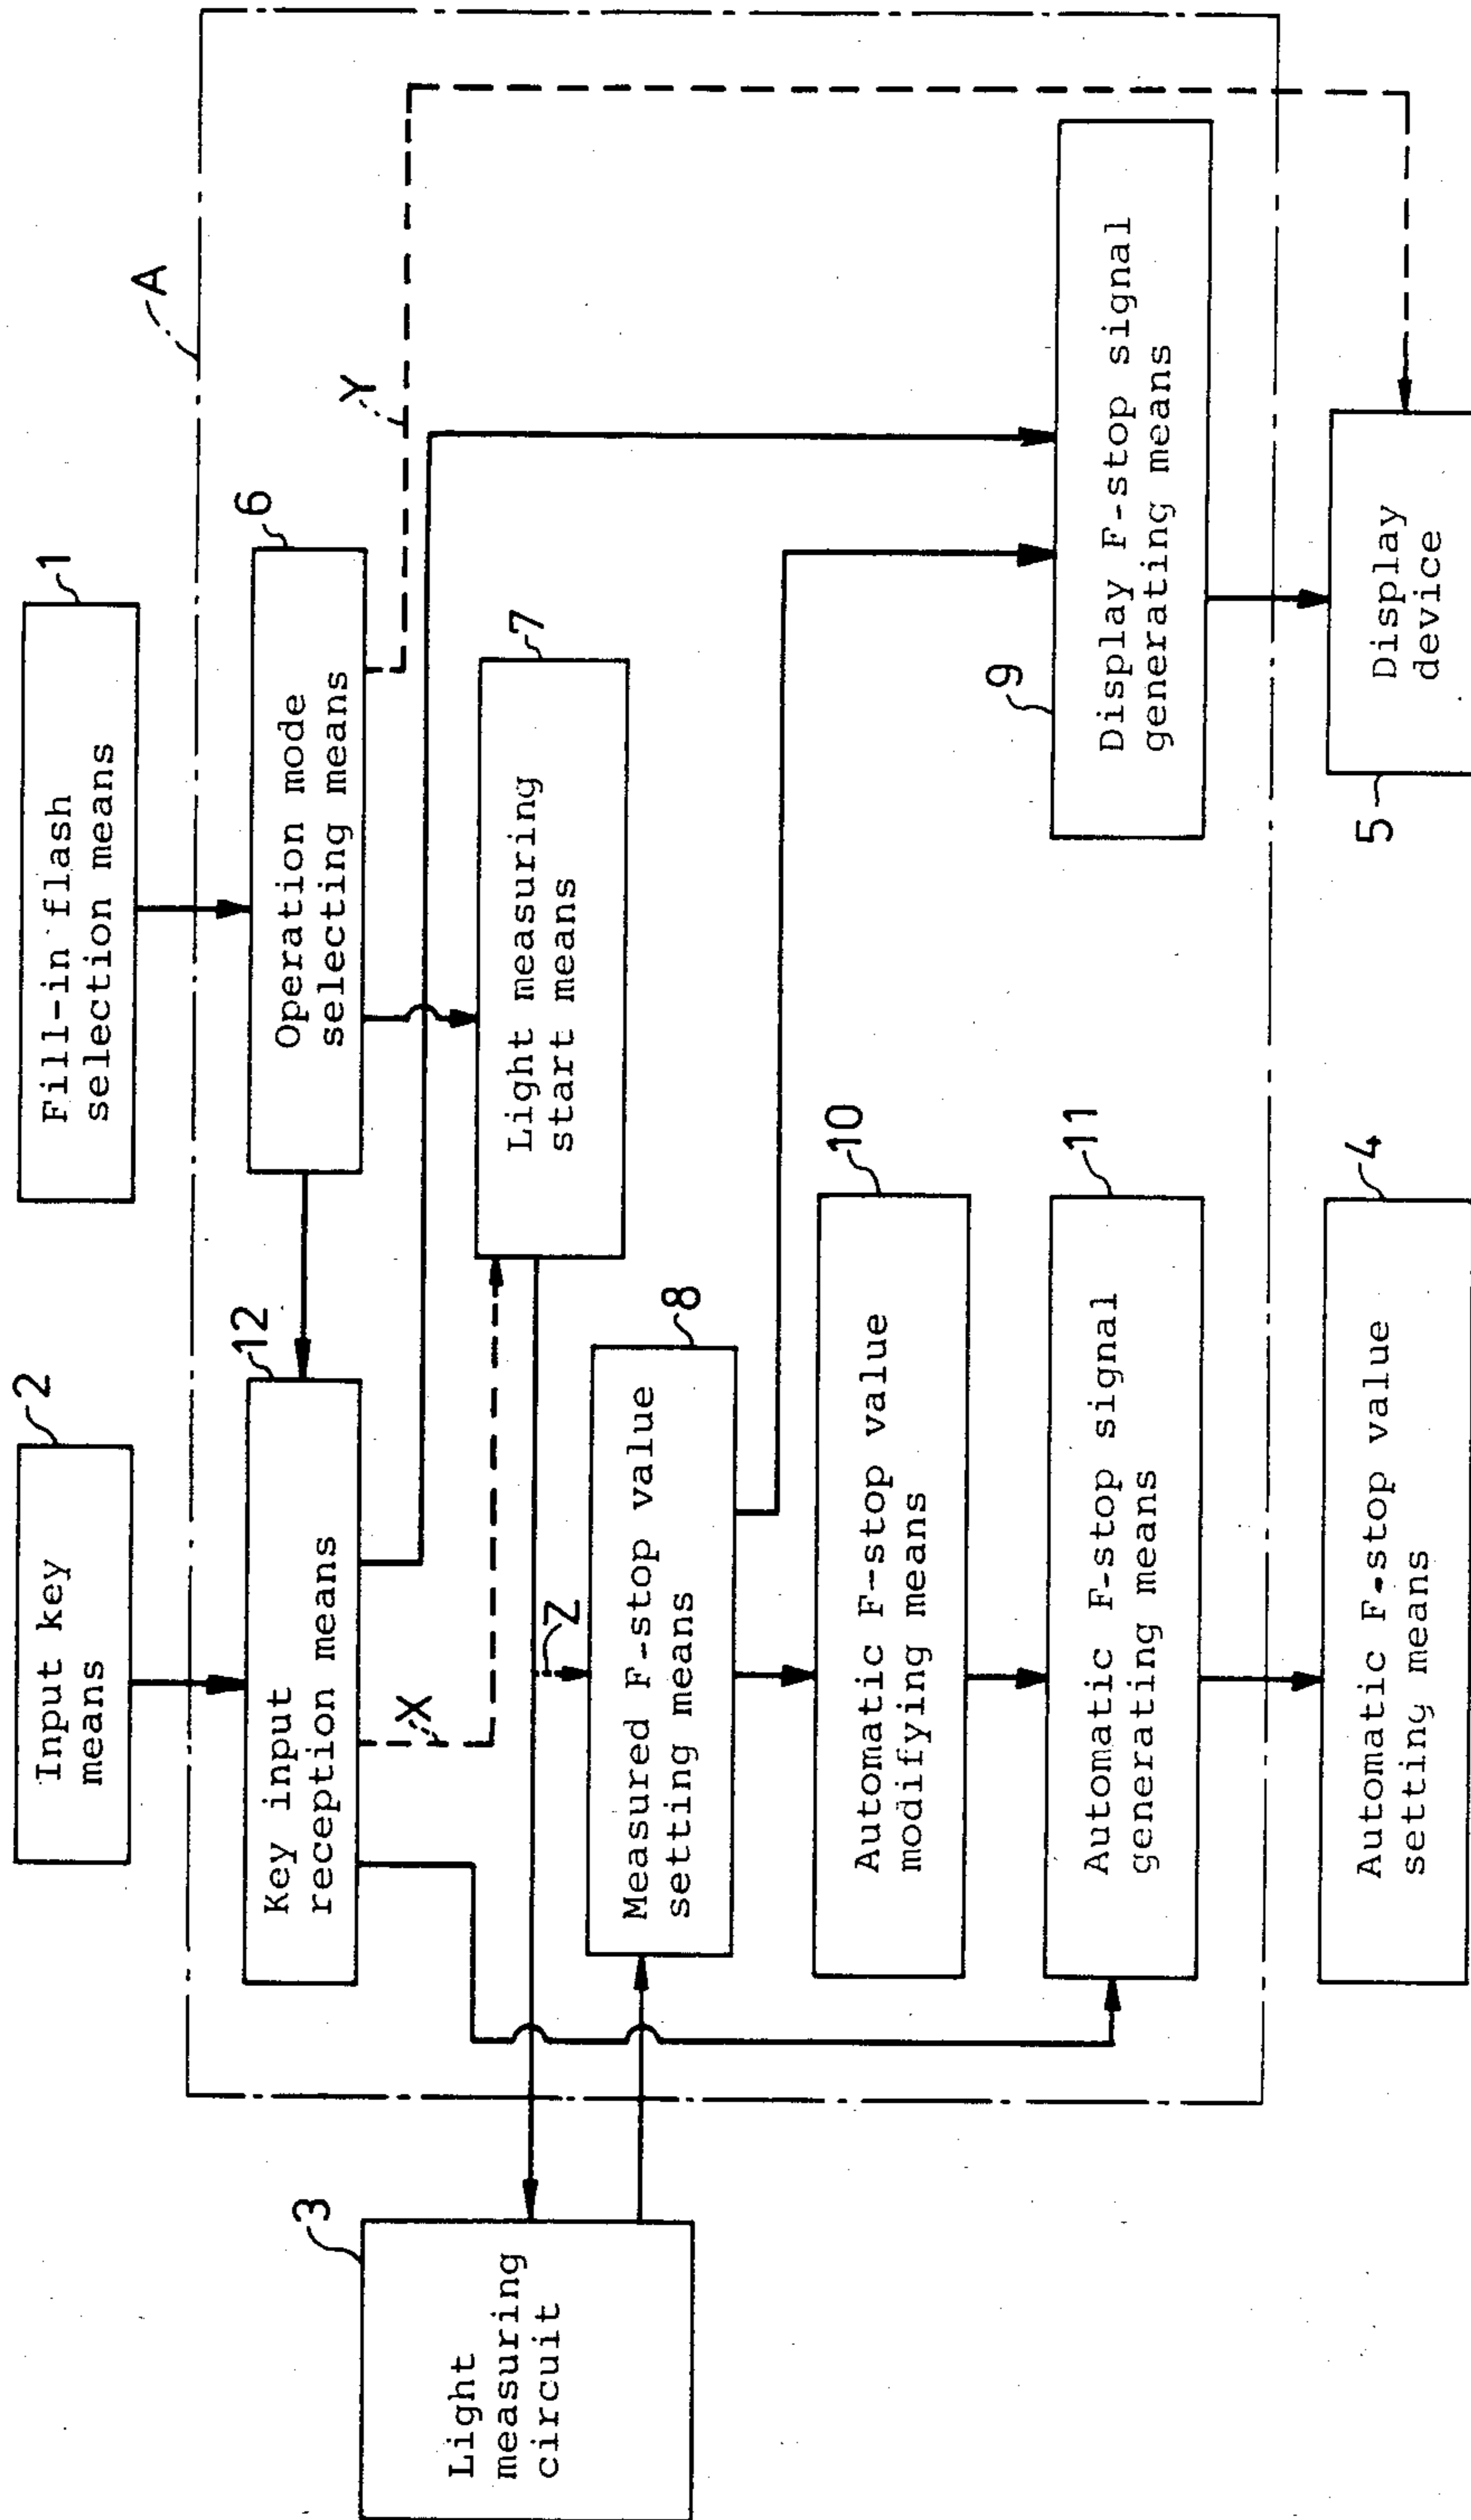 1
Fill-in flash
selection means
2
Input key
means
A
6
Operation mode
selecting means
12
Key input
reception means
Y
7
Light measuring
start means
X
3
Light
measuring
circuit
Z
8
Measured F-stop value
setting means
10
Automatic F-stop value
modifying means
9
Display F-stop signal
generating means
11
Automatic F-stop signal
generating means
4
Automatic F-stop value
setting means
5
Display
device